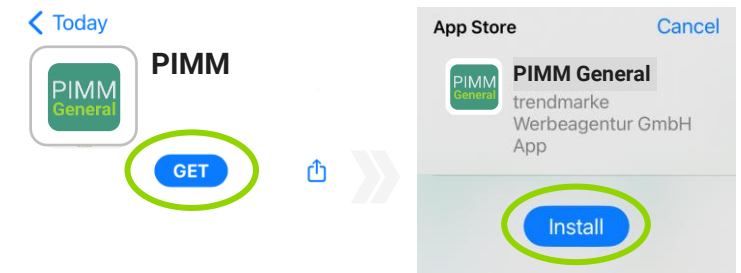 Today
PIMM
PIMM
General
GET
App Store
Cancel
PIMM
General
PIMM General
trendmarke
Werbeagentur GmbH
App
Install